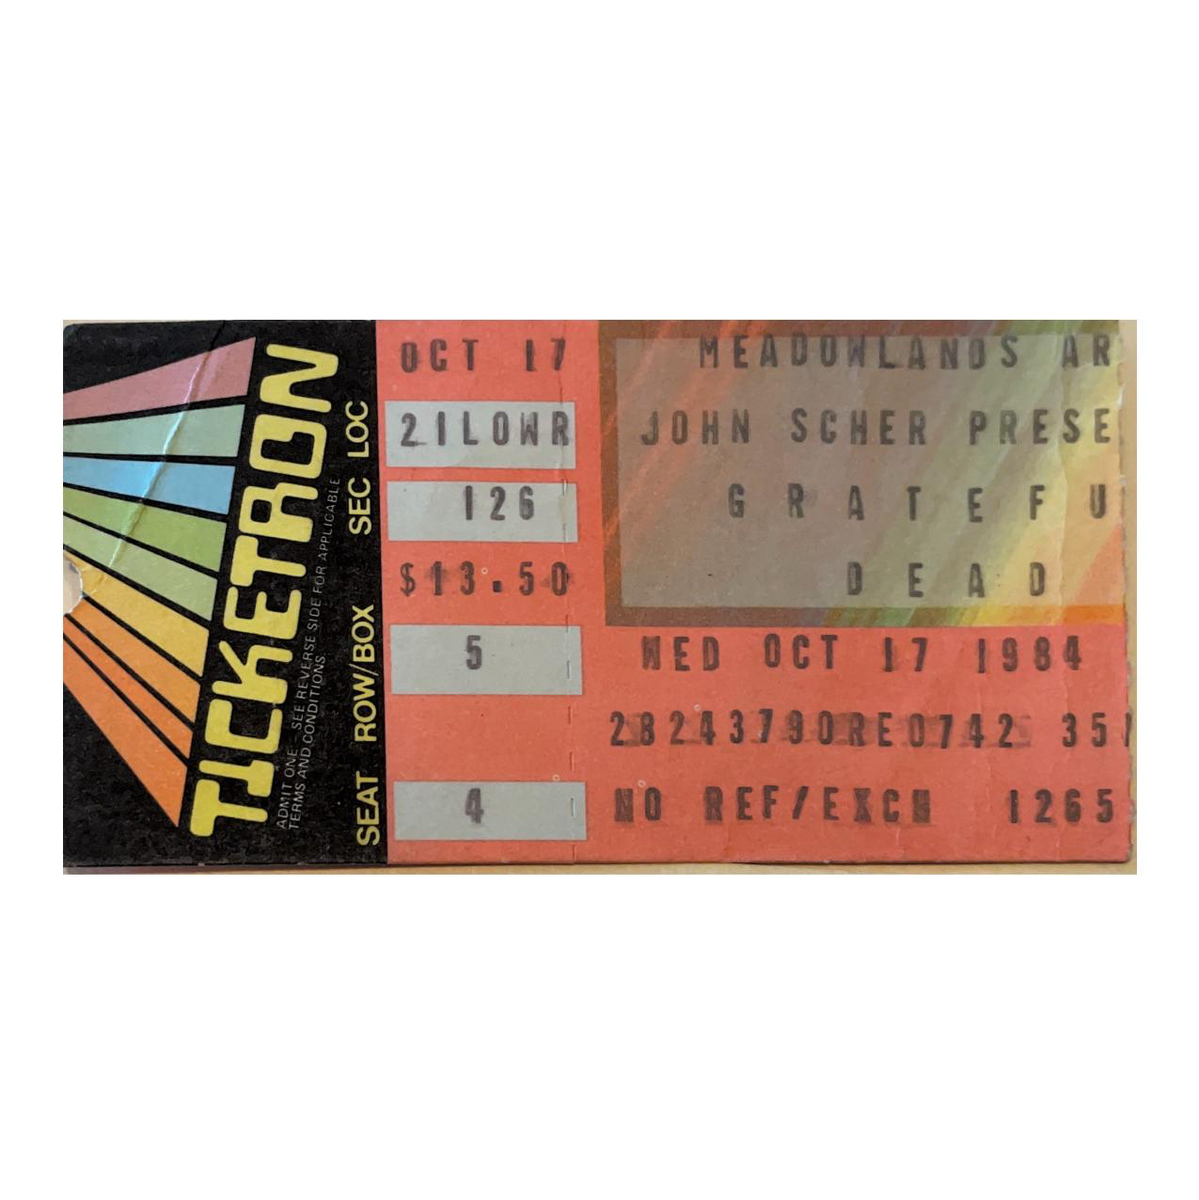 TICKETRON
ADMIT ONE - SEE REVERSE SIDE FOR APPLICABLE
TERMS AND CONDITIONS.
LOC
SEC
ROW/BOX
SEAT
OCT 17
21LOWR
126
$13.50
5
4
MEADOWLANDS AR
JOHN SCHER PRESE
GRATEFU
DEAD
WED OCT 17 1984
28243790RE0742 35
NO REF/EXCH 1265